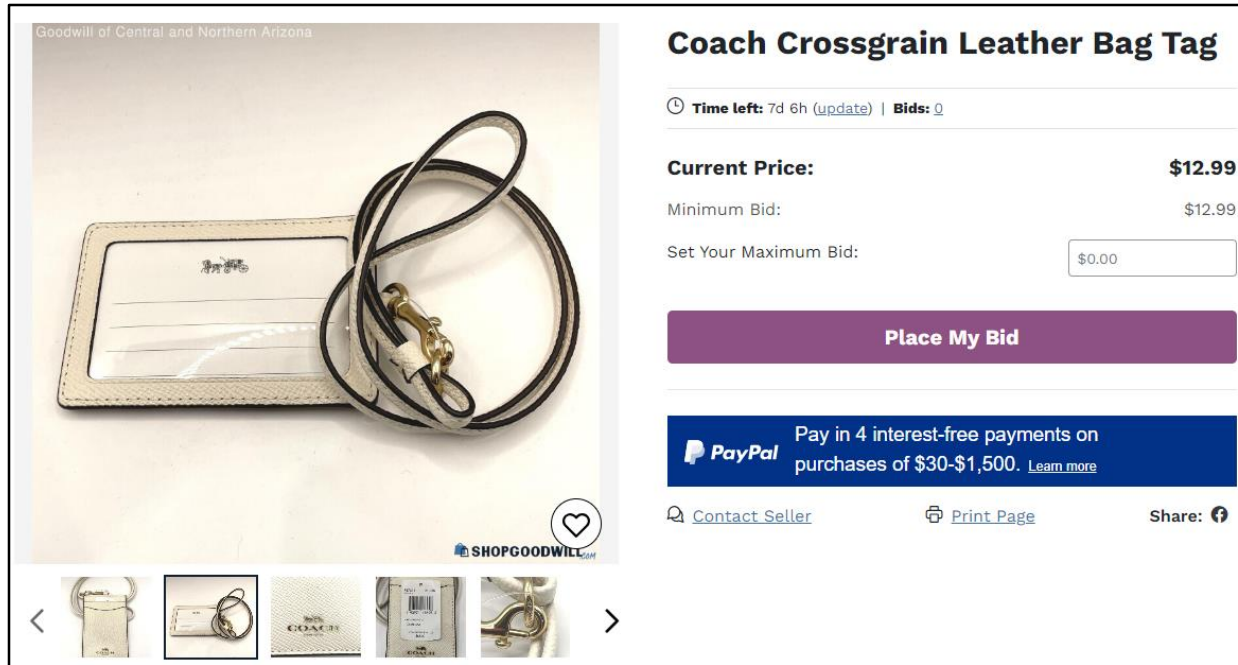 Goodwill of Central and Northern Arizona
SHOPGOODWILL.COM
COACH
COACH
Coach Crossgrain Leather Bag Tag
Time left: 7d 6h (update) | Bids: 0
Current Price: $12.99
Minimum Bid: $12.99
Set Your Maximum Bid: $0.00
Place My Bid
PayPal
Pay in 4 interest-free payments on
purchases of $30-$1,500. Learn more
Contact Seller Print Page Share: